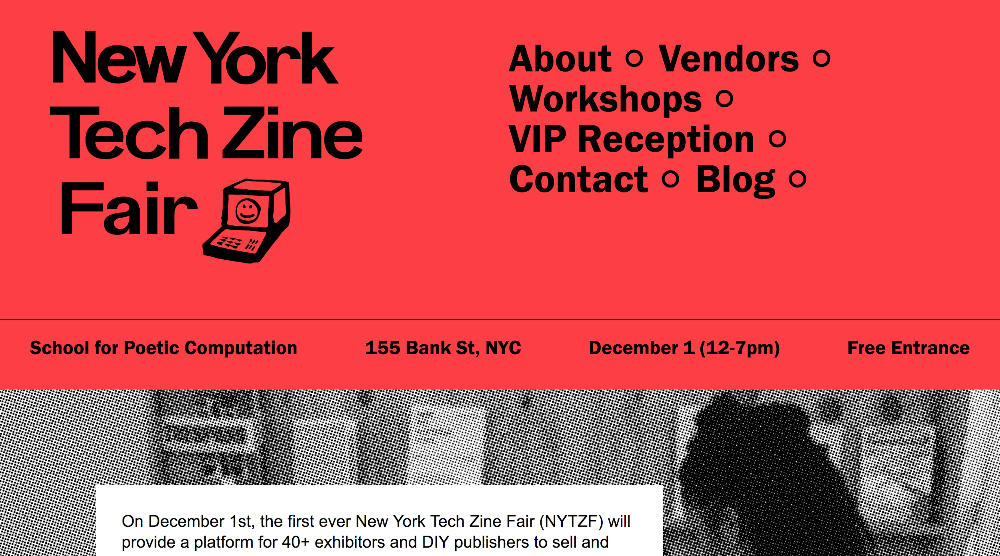 New York
Tech Zine
Fair
About ○ Vendors ○
Workshops ○
VIP Reception ○
Contact ○ Blog ○
School for Poetic Computation
155 Bank St, NYC
December 1 (12-7pm)
Free Entrance
On December 1st, the first ever New York Tech Zine Fair (NYTZF) will
provide a platform for 40+ exhibitors and DIY publishers to sell and